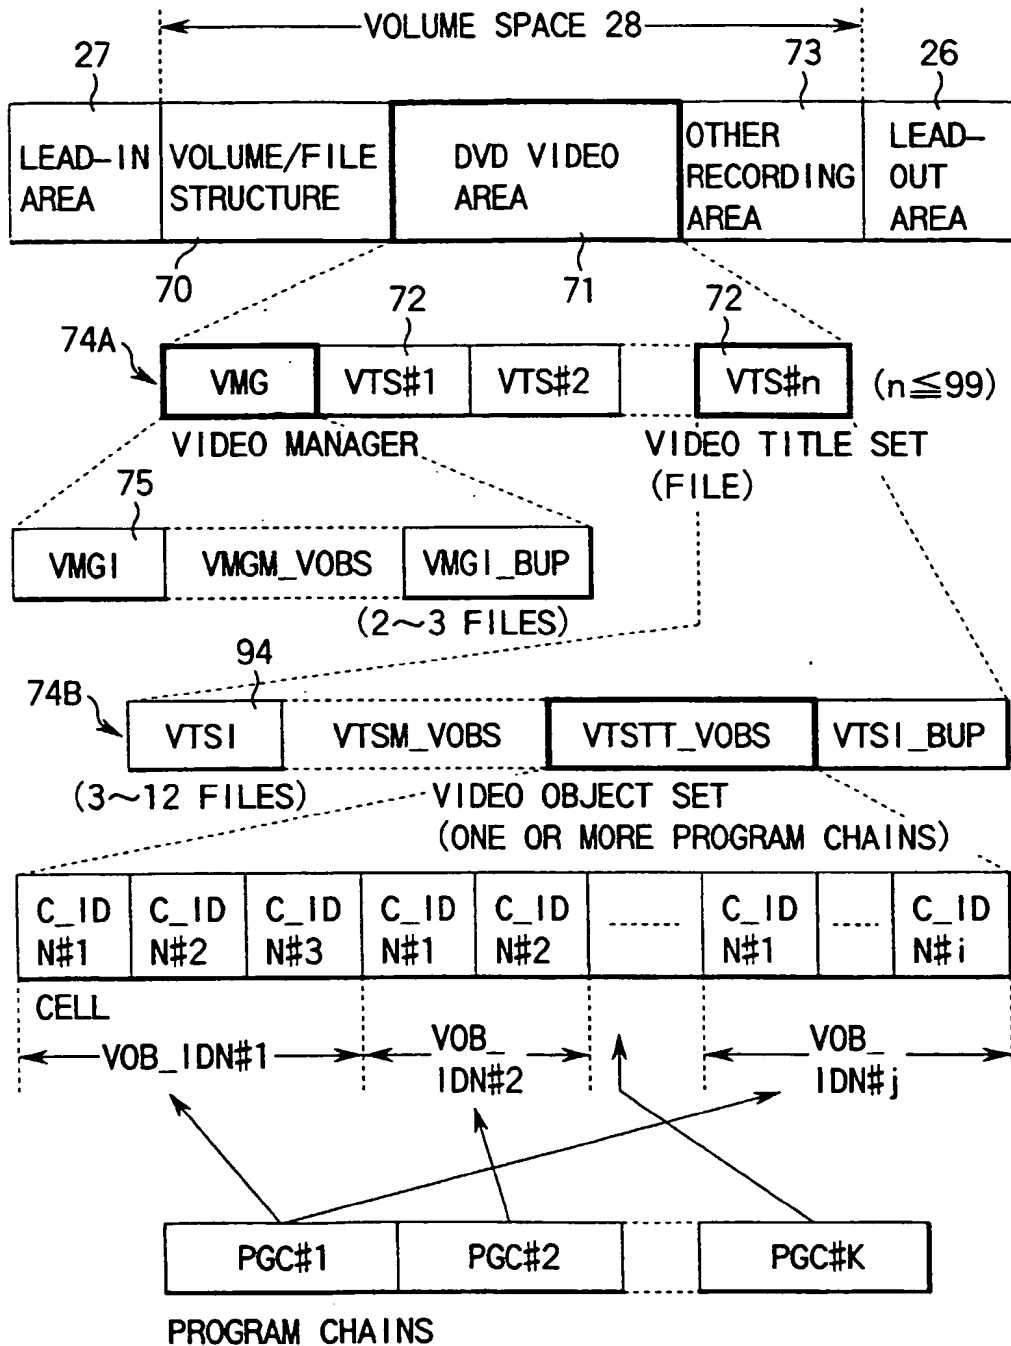 VOLUME SPACE 28
27
73
26
LEAD-IN
AREA
VOLUME/FILE
STRUCTURE
DVD VIDEO
AREA
OTHER
RECORDING
AREA
LEAD-
OUT
AREA
70
71
72
72
74A
VMG
VTS#1
VTS#2
VTS#n
(n≦99)
VIDEO MANAGER
VIDEO TITLE SET
(FILE)
75
VMGI
VMGM_VOBS
VMGI_BUP
(2~3 FILES)
94
74B
VTSI
VTSM_VOBS
VTSTT_VOBS
VTSI_BUP
(3~12 FILES)
VIDEO OBJECT SET
(ONE OR MORE PROGRAM CHAINS)
C_ID
N#1
C_ID
N#2
C_ID
N#3
C_ID
N#1
C_ID
N#2
........
C_ID
N#1
.....
C_ID
N#i
CELL
VOB_IDN#1
VOB_
IDN#2
VOB_
IDN#j
PGC#1
PGC#2
PGC#K
PROGRAM CHAINS